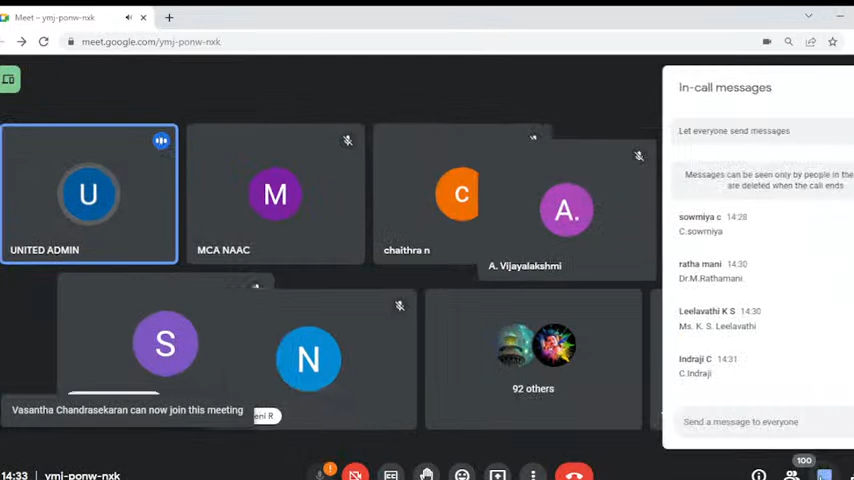 Meet – ymj-ponw-nxk
meet.google.com/ymj-ponw-nxk
In-call messages
Let everyone send messages
Messages can be seen only by people in the
are deleted when the call ends
U
UNITED ADMIN
M
MCA NAAC
c
chaithra n
A.
A. Vijayalakshmi
sowmiya c 14:28
C.sowmiya
ratha mani 14:30
Dr.M.Rathamani
Leelavathi K S 14:30
Ms. K. S. Leelavathi
Indraji C 14:31
C.Indraji
S
N
eni R
92 others
Vasantha Chandrasekaran can now join this meeting
Send a message to everyone
100
14:33 ymj-ponw-nxk